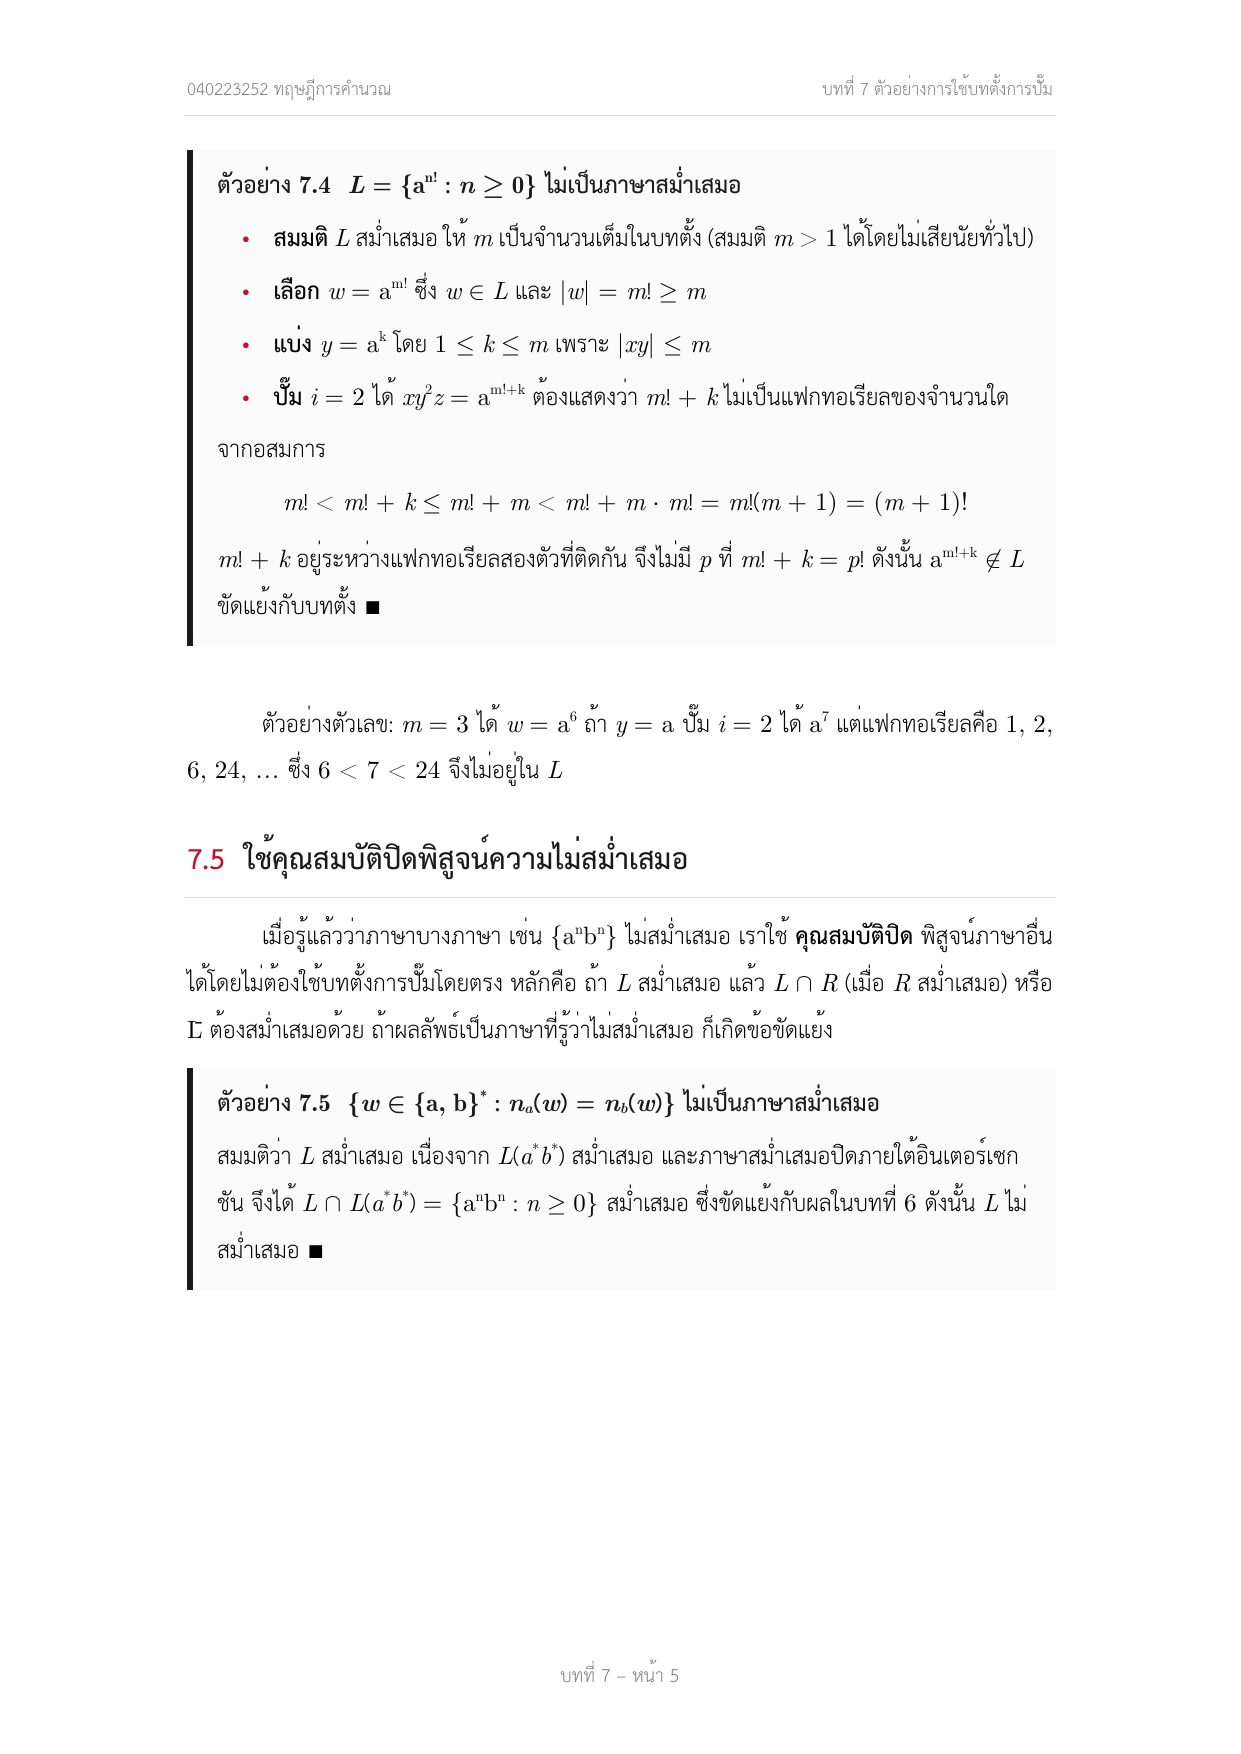 040223252 ทฤษฎีการคำนวณ บทที่ 7 ตัวอย่างการใช้บทตั้งการปั๊ม
ตัวอย่าง 7.4 L = {aⁿ! : n ≥ 0} ไม่เป็นภาษาสม่ำเสมอ
• สมมติ L สม่ำเสมอ ให้ m เป็นจำนวนเต็มในบทตั้ง (สมมติ m > 1 ได้โดยไม่เสียนัยทั่วไป)
• เลือก w = aᵐ! ซึ่ง w ∈ L และ |w| = m! ≥ m
• แบ่ง y = aᵏ โดย 1 ≤ k ≤ m เพราะ |xy| ≤ m
• ปั๊ม i = 2 ได้ xy²z = aᵐ!⁺ᵏ ต้องแสดงว่า m! + k ไม่เป็นแฟกทอเรียลของจำนวนใด
จากอสมการ
m! < m! + k ≤ m! + m < m! + m · m! = m!(m + 1) = (m + 1)!
m! + k อยู่ระหว่างแฟกทอเรียลสองตัวที่ติดกัน จึงไม่มี p ที่ m! + k = p! ดังนั้น aᵐ!⁺ᵏ ∉ L
ขัดแย้งกับบทตั้ง ■
ตัวอย่างตัวเลข: m = 3 ได้ w = a⁶ ถ้า y = a ปั๊ม i = 2 ได้ a⁷ แต่แฟกทอเรียลคือ 1, 2,
6, 24, … ซึ่ง 6 < 7 < 24 จึงไม่อยู่ใน L
7.5 ใช้คุณสมบัติปิดพิสูจน์ความไม่สม่ำเสมอ
เมื่อรู้แล้วว่าภาษาบางภาษา เช่น {aⁿbⁿ} ไม่สม่ำเสมอ เราใช้ คุณสมบัติปิด พิสูจน์ภาษาอื่น
ได้โดยไม่ต้องใช้บทตั้งการปั๊มโดยตรง หลักคือ ถ้า L สม่ำเสมอ แล้ว L ∩ R (เมื่อ R สม่ำเสมอ) หรือ
L̅ ต้องสม่ำเสมอด้วย ถ้าผลลัพธ์เป็นภาษาที่รู้ว่าไม่สม่ำเสมอ ก็เกิดข้อขัดแย้ง
ตัวอย่าง 7.5 {w ∈ {a, b}* : nₐ(w) = n_b(w)} ไม่เป็นภาษาสม่ำเสมอ
สมมติว่า L สม่ำเสมอ เนื่องจาก L(a*b*) สม่ำเสมอ และภาษาสม่ำเสมอปิดภายใต้อินเตอร์เซก
ชัน จึงได้ L ∩ L(a*b*) = {aⁿbⁿ : n ≥ 0} สม่ำเสมอ ซึ่งขัดแย้งกับผลในบทที่ 6 ดังนั้น L ไม่
สม่ำเสมอ ■
บทที่ 7 – หน้า 5